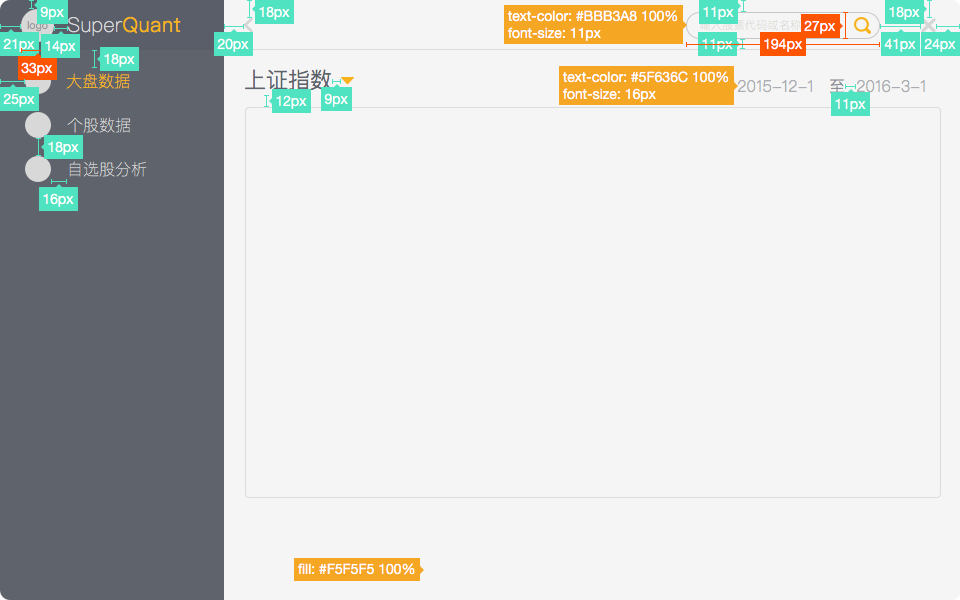 9px
18px
11px
18px
logo
SuperQuant
text-color: #BBB3A8 100%
font-size: 11px
27px
21px
14px
20px
11px
194px
41px
24px
18px
33px
大盘数据
上证指数
text-color: #5F636C 100%
font-size: 16px
2015-12-1 至 2016-3-1
25px
12px
9px
11px
个股数据
18px
自选股分析
16px
fill: #F5F5F5 100%